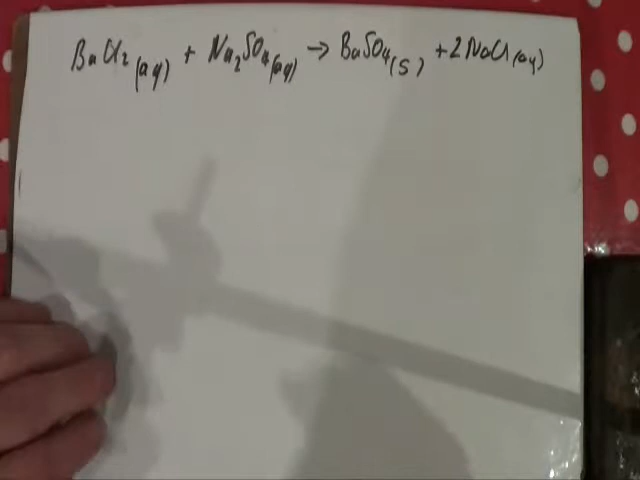 BaCl₂(aq) + Na₂SO₄(aq) → BaSO₄(s) + 2NaCl(aq)